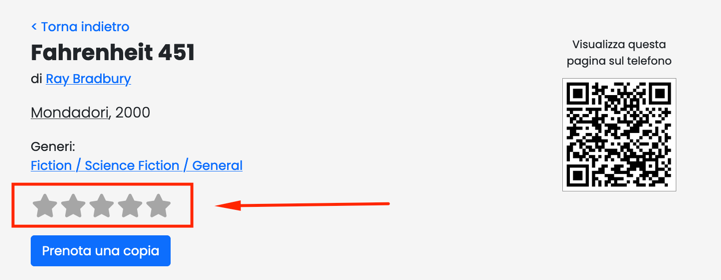 < Torna indietro
Fahrenheit 451
di Ray Bradbury
Mondadori, 2000
Generi:
Fiction / Science Fiction / General
Prenota una copia
Visualizza questa
pagina sul telefono